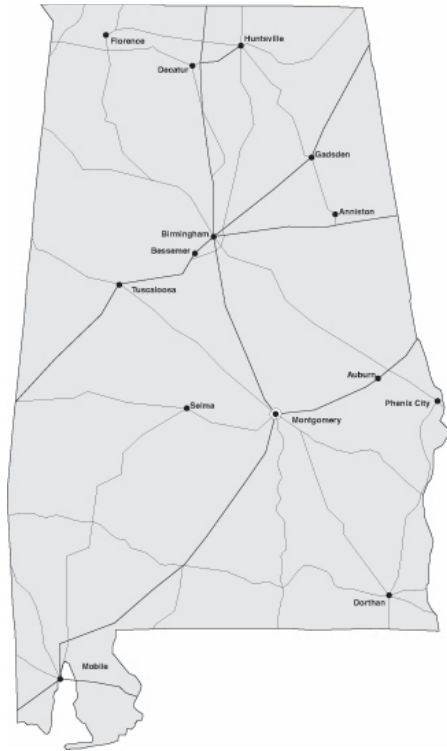 Huntsville
Florence
Decatur
Gadsden
Anniston
Birmingham
Bessemer
Tuscaloosa
Auburn
Phenix City
Selma
Montgomery
Dorthan
Mobile